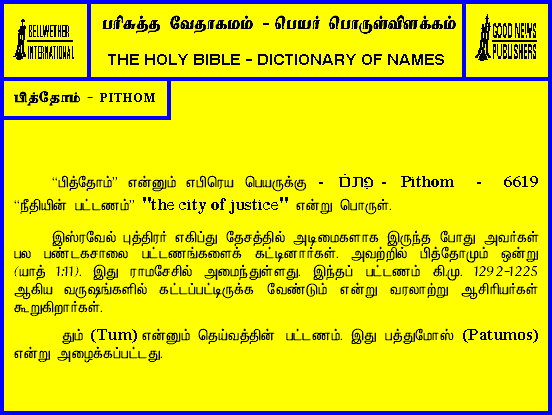 BELLWETHER
INTERNATIONAL
பரிசுத்த வேதாகமம் - பெயர் பொருள்விளக்கம்
THE HOLY BIBLE - DICTIONARY OF NAMES
GOOD NEWS
PUBLISHERS
பித்தோம் - PITHOM
“பித்தோம்” என்னும் எபிரெய பெயருக்கு - פִּתֹם - Pithom - 6619
“நீதியின் பட்டணம்” "the city of justice" என்று பொருள்.
இஸ்ரவேல் புத்திரர் எகிப்து தேசத்தில் அடிமைகளாக இருந்த போது அவர்கள்
பல பண்டகசாலை பட்டணங்களைக் கட்டினார்கள். அவற்றில் பித்தோமும் ஒன்று
(யாத் 1:11). இது ராமசேசில் அமைந்துள்ளது. இந்தப் பட்டணம் கி.மு. 1292-1225
ஆகிய வருஷங்களில் கட்டப்பட்டிருக்க வேண்டும் என்று வரலாற்று ஆசிரியர்கள்
கூறுகிறார்கள்.
தும் (Tum) என்னும் தெய்வத்தின் பட்டணம். இது பத்துமோஸ் (Patumos)
என்று அழைக்கப்பட்டது.